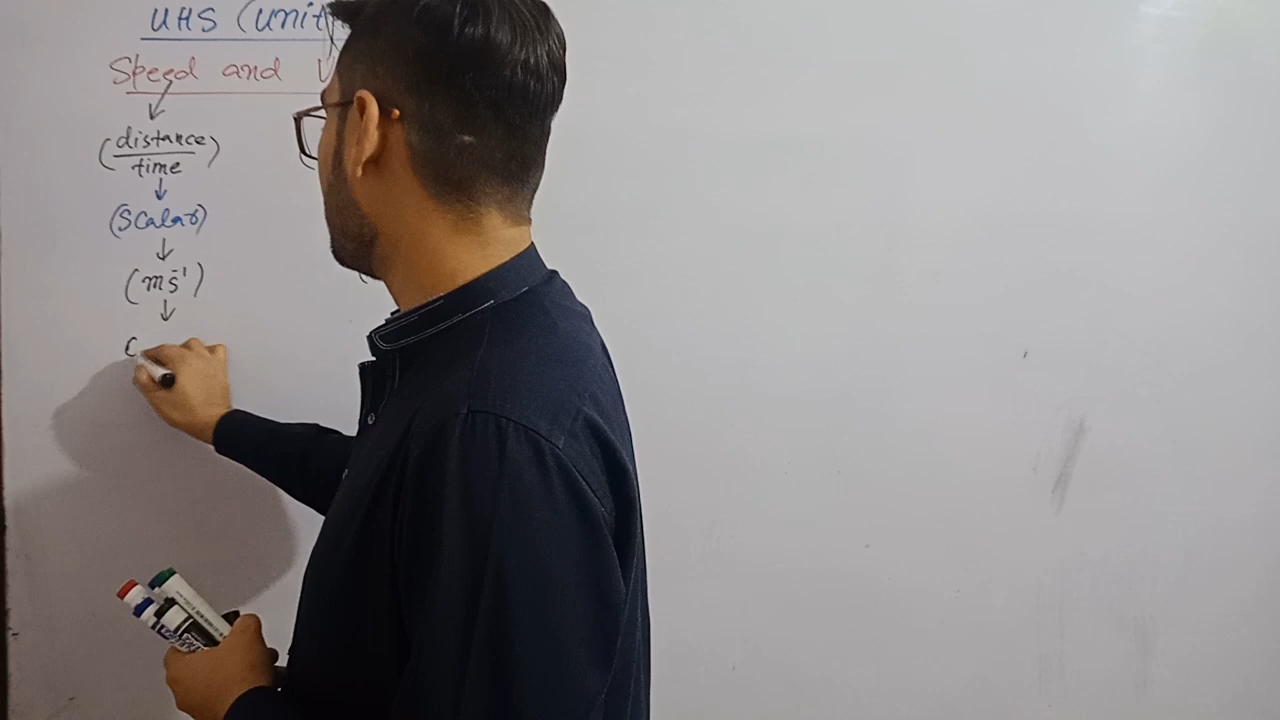 UHS (Unit
Speed and V
(distance/time)
(Scalar)
(ms⁻¹)